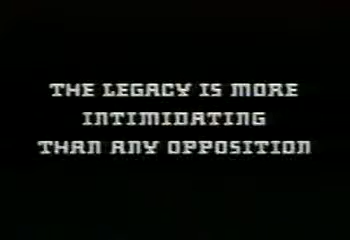 THE LEGACY IS MORE
INTIMIDATING
THAN ANY OPPOSITION